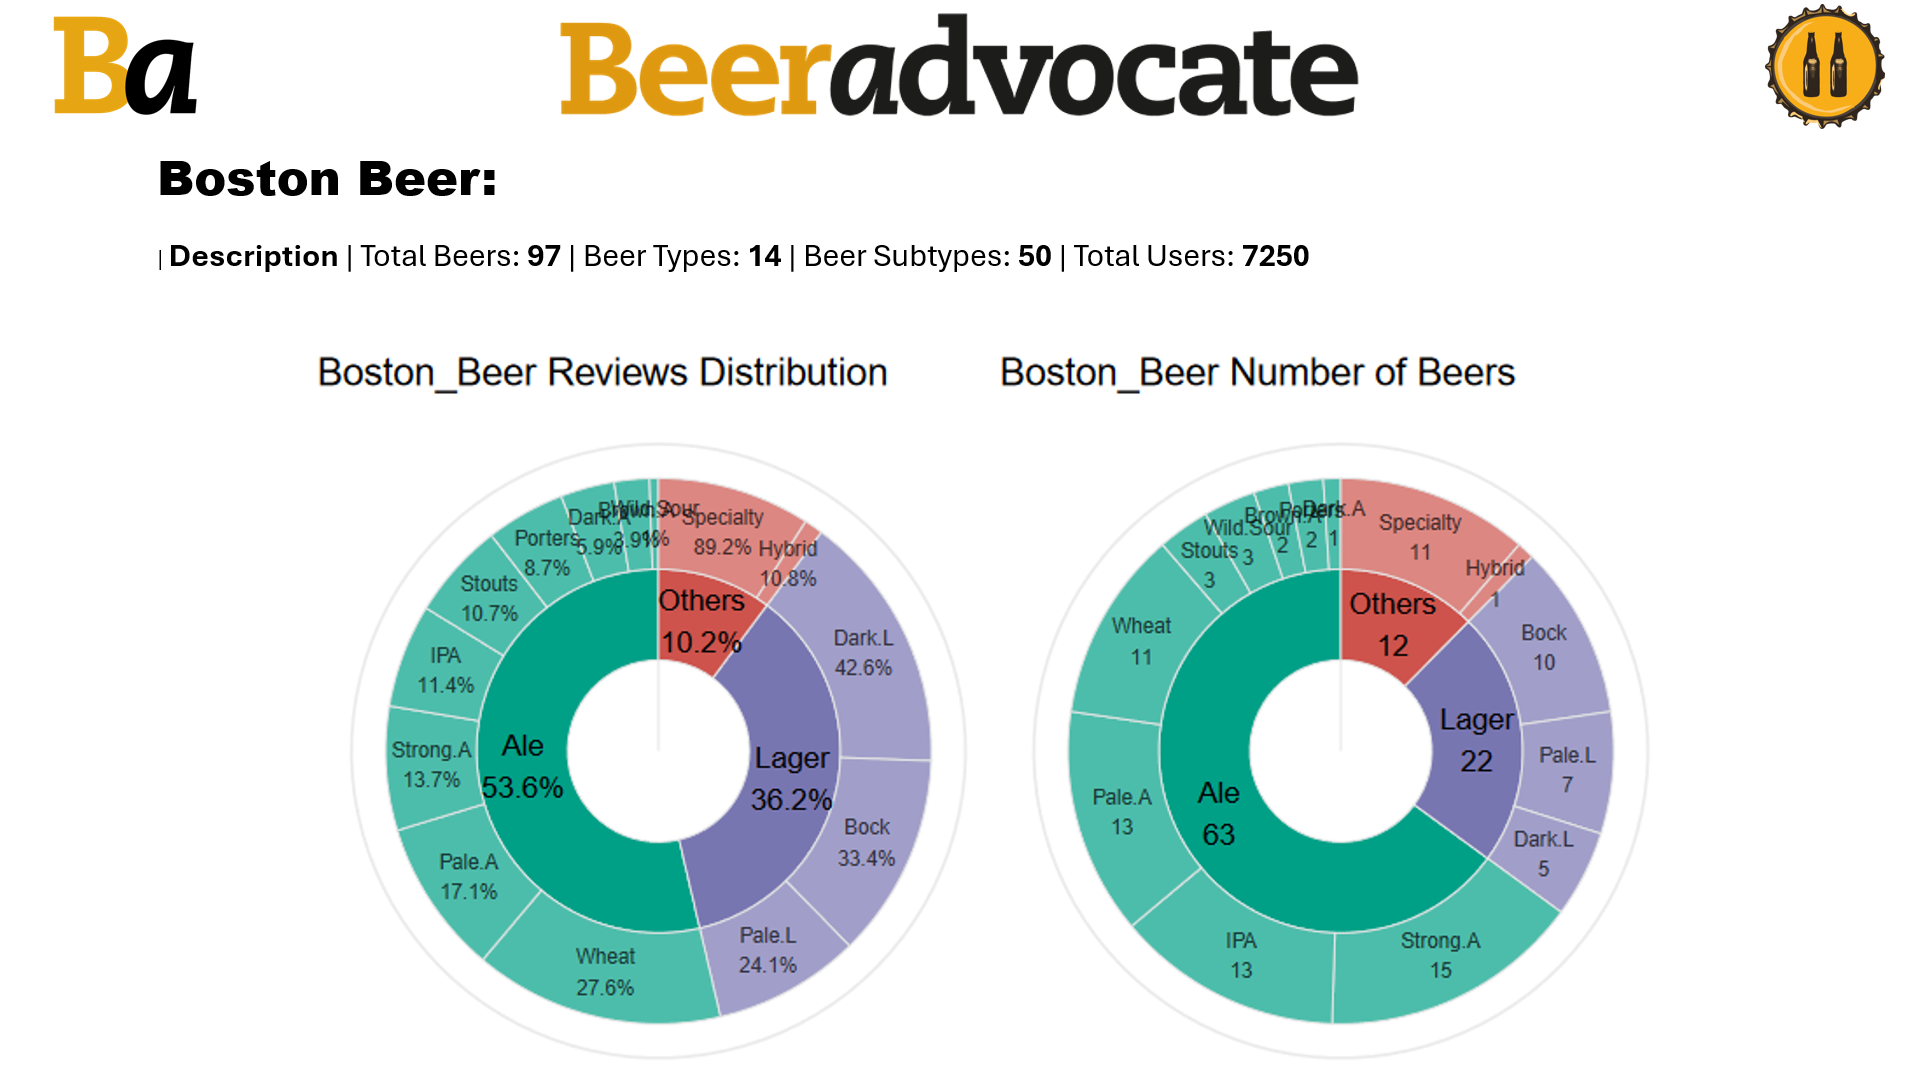 Ba
Beeradvocate
Boston Beer:
| Description | Total Beers: 97 | Beer Types: 14 | Beer Subtypes: 50 | Total Users: 7250
Boston_Beer Reviews Distribution
Others
10.2%
Specialty
89.2%
Hybrid
10.8%
Lager
36.2%
Dark.L
42.6%
Bock
33.4%
Pale.L
24.1%
Ale
53.6%
Wheat
27.6%
Pale.A
17.1%
Strong.A
13.7%
IPA
11.4%
Stouts
10.7%
Porters
8.7%
Dark.A
5.9%
Brown.A
3.9%
Wild.Sour
Boston_Beer Number of Beers
Others
12
Specialty
11
Hybrid
1
Lager
22
Bock
10
Pale.L
7
Dark.L
5
Ale
63
Strong.A
15
IPA
13
Pale.A
13
Wheat
11
Stouts
3
Wild.Sour
3
Brown.A
2
Porters
2
Dark.A
1